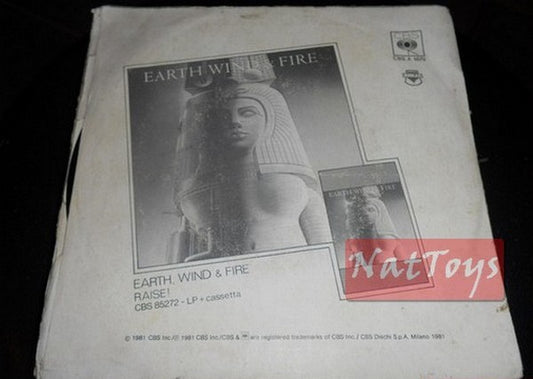 CBS
EARTH WIND & FIRE
EARTH WIND & FIRE
NatToys
EARTH, WIND & FIRE
RAISE!
CBS 85272 - LP + cassetta
© 1981 CBS Inc./℗ 1981 CBS Inc./CBS & are registered trademarks of CBS Inc./ CBS Dischi S.p.A. Milano 1981